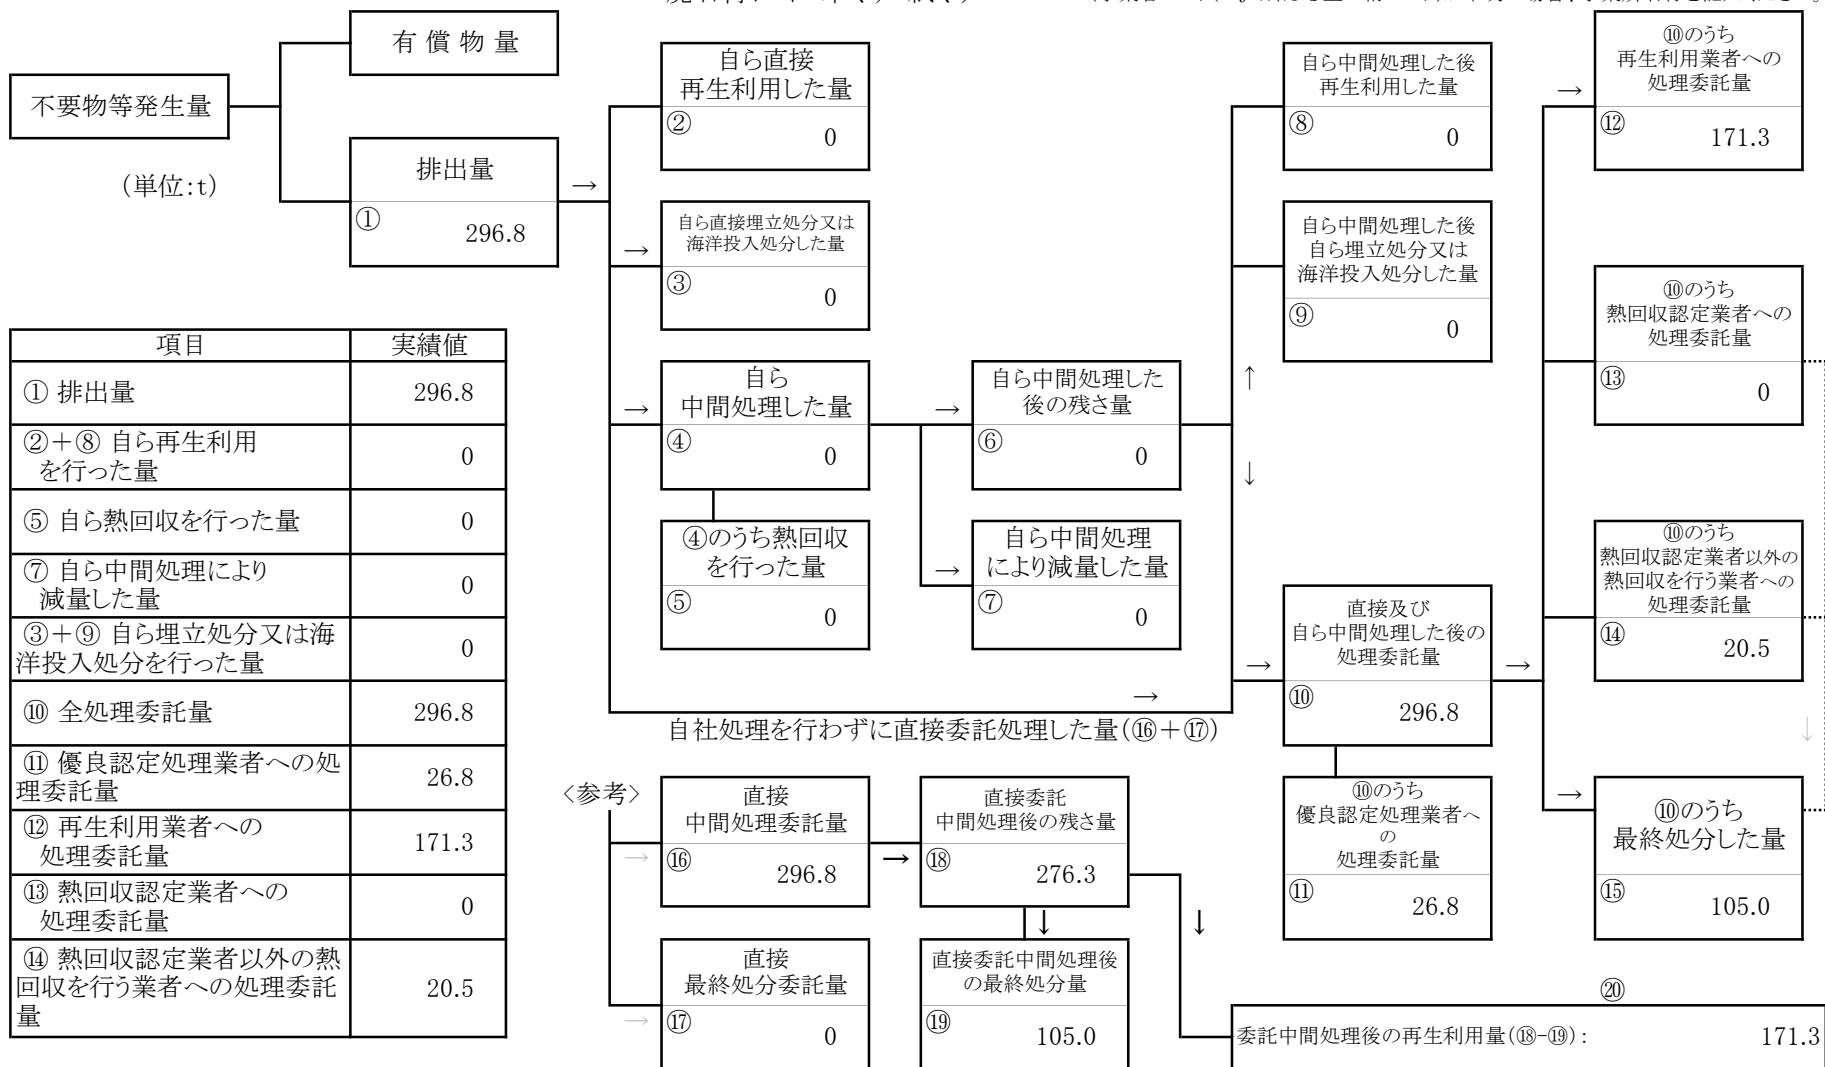 有 償 物 量
不要物等発生量
(単位:t)
排出量
①
296.8
自ら直接
再生利用した量
②
0
自ら直接埋立処分又は
海洋投入処分した量
③
0
自ら
中間処理した量
④
0
④のうち熱回収
を行った量
⑤
0
自ら中間処理した
後の残さ量
⑥
0
自ら中間処理
により減量した量
⑦
0
自ら中間処理した後
再生利用した量
⑧
0
自ら中間処理した後
自ら埋立処分又は
海洋投入処分した量
⑨
0
直接及び
自ら中間処理した後の
処理委託量
⑩
296.8
⑩のうち
優良認定処理業者へ
の
処理委託量
⑪
26.8
⑩のうち
再生利用業者への
処理委託量
⑫
171.3
⑩のうち
熱回収認定業者への
処理委託量
⑬
0
⑩のうち
熱回収認定業者以外の
熱回収を行う業者への
処理委託量
⑭
20.5
⑩のうち
最終処分した量
⑮
105.0
自社処理を行わずに直接委託処理した量(⑯+⑰)
<参考>
直接
中間処理委託量
⑯
296.8
直接
最終処分委託量
⑰
0
直接委託
中間処理後の残さ量
⑱
276.3
直接委託中間処理後
の最終処分量
⑲
105.0
⑳
委託中間処理後の再生利用量(⑱-⑲): 171.3
項目 実績値
① 排出量 296.8
②+⑧ 自ら再生利用
を行った量 0
⑤ 自ら熱回収を行った量 0
⑦ 自ら中間処理により
減量した量 0
③+⑨ 自ら埋立処分又は海
洋投入処分を行った量 0
⑩ 全処理委託量 296.8
⑪ 優良認定処理業者への処
理委託量 26.8
⑫ 再生利用業者への
処理委託量 171.3
⑬ 熱回収認定業者への
処理委託量 0
⑭ 熱回収認定業者以外の熱
回収を行う業者への処理委託
量 20.5